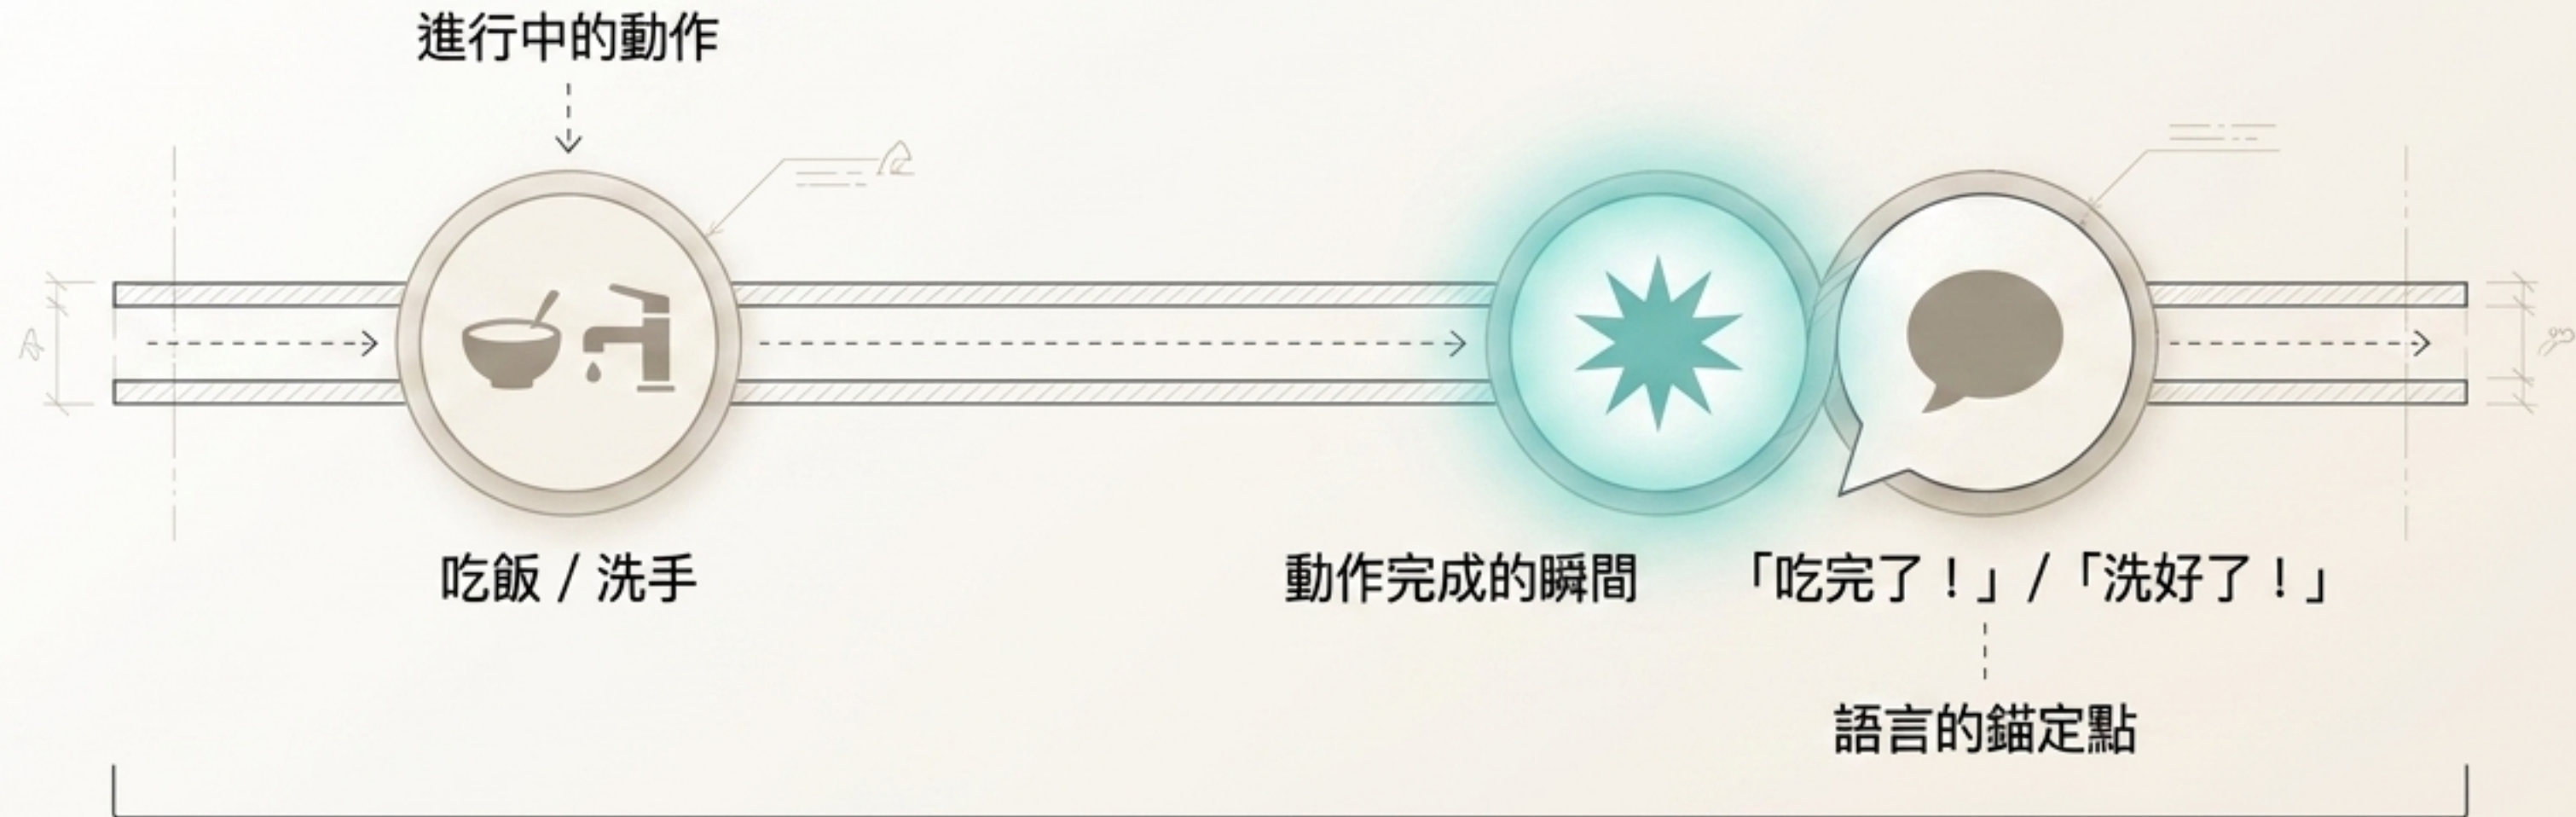 進行中的動作
吃飯 / 洗手
動作完成的瞬間
「吃完了！」/「洗好了！」
語言的錨定點